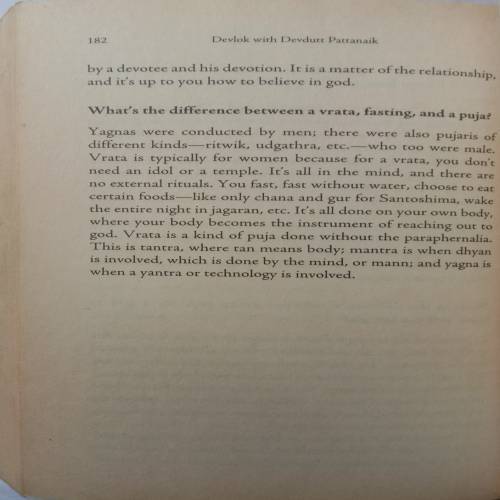 182 Devlok with Devdutt Pattanaik
by a devotee and his devotion. It is a matter of the relationship,
and it's up to you how to believe in god.
What's the difference between a vrata, fasting, and a puja?
Yagnas were conducted by men; there were also pujaris of
different kinds—ritwik, udgathra, etc.—who too were male.
Vrata is typically for women because for a vrata, you don't
need an idol or a temple. It's all in the mind, and there are
no external rituals. You fast, fast without water, choose to eat
certain foods—like only chana and gur for Santoshima, wake
the entire night in jagaran, etc. It's all done on your own body,
where your body becomes the instrument of reaching out to
god. Vrata is a kind of puja done without the paraphernalia.
This is tantra, where tan means body; mantra is when dhyan
is involved, which is done by the mind, or mann; and yagna is
when a yantra or technology is involved.